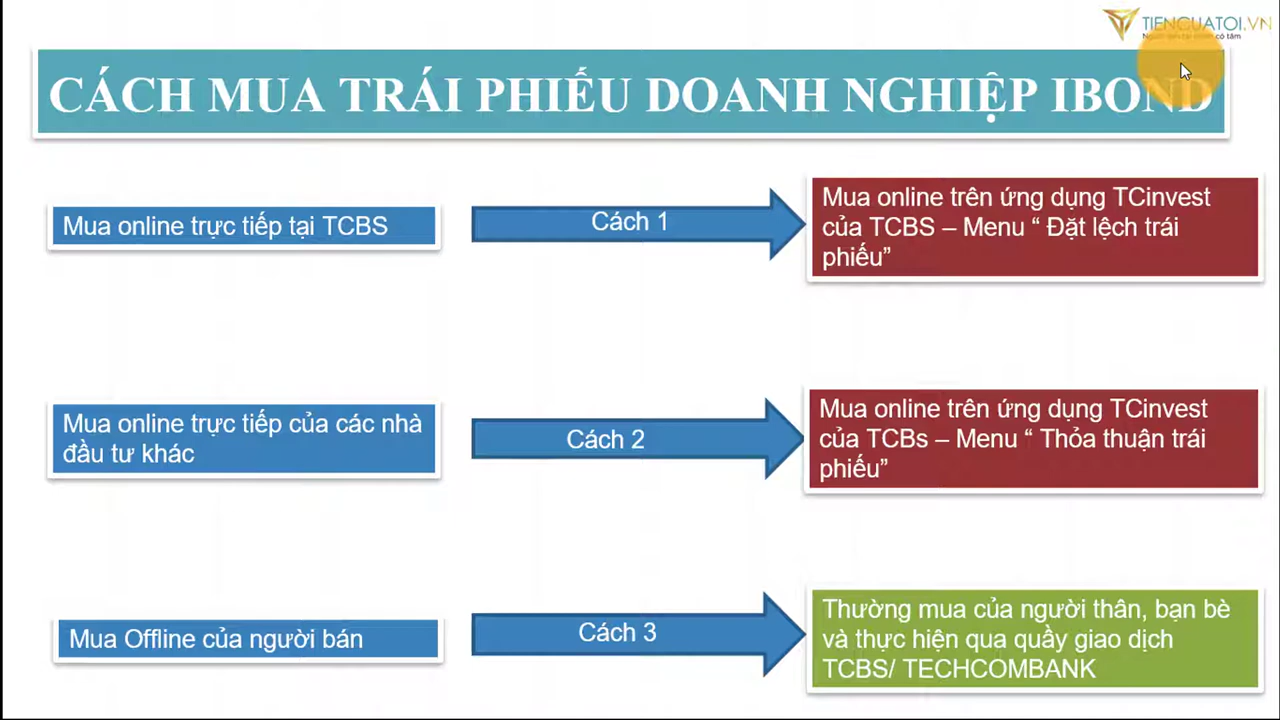 TIENCUATOI.VN
CÁCH MUA TRÁI PHIẾU DOANH NGHIỆP IBOND
Mua online trực tiếp tại TCBS
Cách 1
Mua online trên ứng dụng TCinvest
của TCBS – Menu “ Đặt lệch trái
phiếu”
Mua online trực tiếp của các nhà
đầu tư khác
Cách 2
Mua online trên ứng dụng TCinvest
của TCBs – Menu “ Thỏa thuận trái
phiếu”
Mua Offline của người bán
Cách 3
Thường mua của người thân, bạn bè
và thực hiện qua quầy giao dịch
TCBS/ TECHCOMBANK